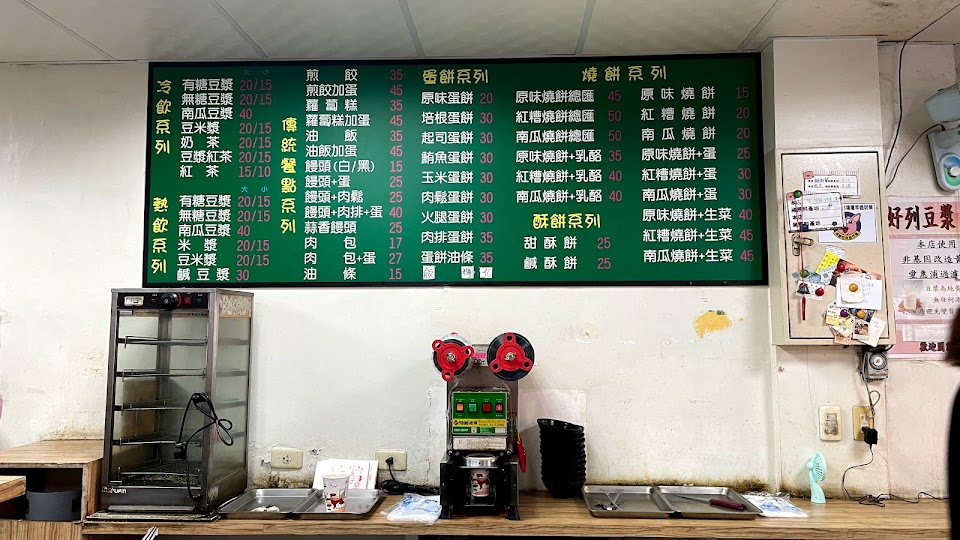 冷飲系列
大 小
有糖豆漿 20/15
無糖豆漿 20/15
南瓜豆漿 40
豆米漿 20/15
奶茶 20/15
豆漿紅茶 20/15
紅茶 15/10
熱飲系列
大 小
有糖豆漿 20/15
無糖豆漿 20/15
南瓜豆漿 40
米漿 20/15
豆米漿 20/15
鹹豆漿 30
傳統餐點系列
煎餃 35
煎餃加蛋 45
蘿蔔糕 35
蘿蔔糕加蛋 45
油飯 35
油飯加蛋 45
饅頭(白/黑) 15
饅頭+蛋 25
饅頭+肉鬆 25
饅頭+肉排+蛋 40
蒜香饅頭 25
肉包 17
肉包+蛋 27
油條 15
蛋餅系列
原味蛋餅 20
培根蛋餅 30
起司蛋餅 30
鮪魚蛋餅 30
玉米蛋餅 30
肉鬆蛋餅 30
火腿蛋餅 30
肉排蛋餅 35
蛋餅油條 35
飯
燒餅系列
原味燒餅總匯 45
紅糟燒餅總匯 50
南瓜燒餅總匯 50
原味燒餅+乳酪 35
紅糟燒餅+乳酪 40
南瓜燒餅+乳酪 40
酥餅系列
甜酥餅 25
鹹酥餅 25
原味燒餅 15
紅糟燒餅 20
南瓜燒餅 20
原味燒餅+蛋 25
紅糟燒餅+蛋 30
南瓜燒餅+蛋 30
原味燒餅+生菜 40
紅糟燒餅+生菜 45
南瓜燒餅+生菜 45
好列豆漿
本店使用
非基因改造黃